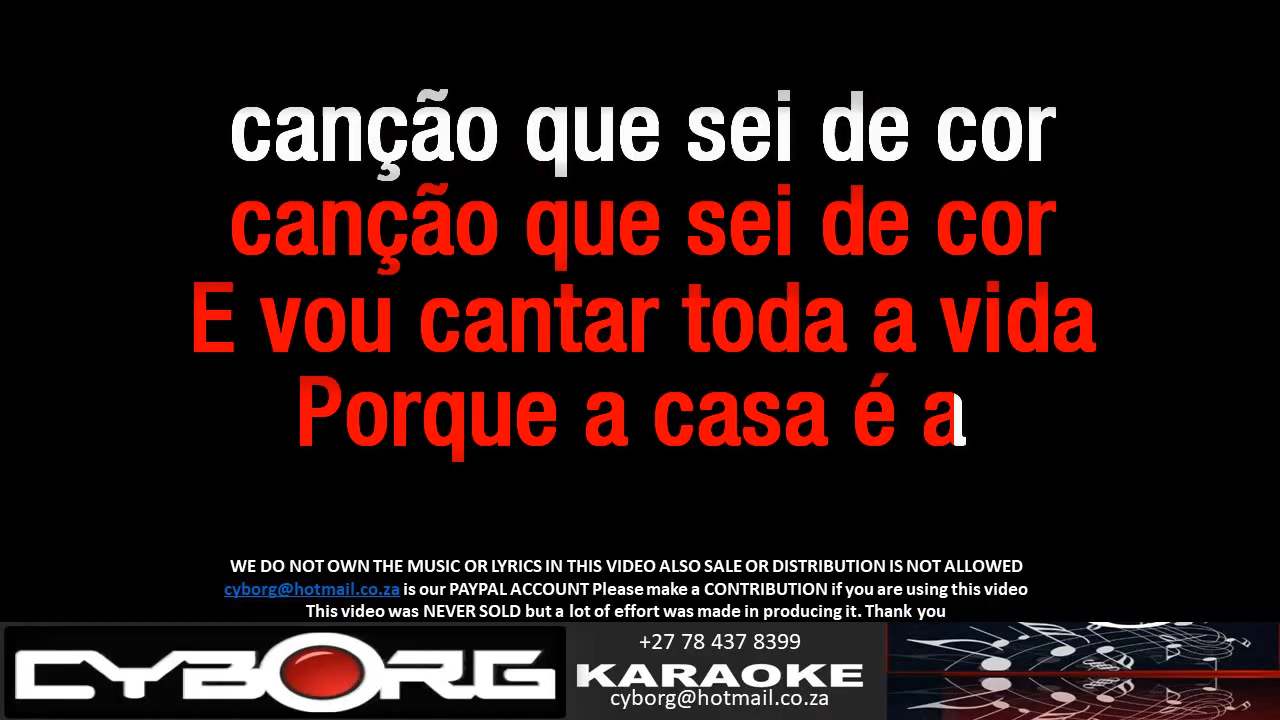 canção que sei de cor
canção que sei de cor
E vou cantar toda a vida
Porque a casa é a
WE DO NOT OWN THE MUSIC OR LYRICS IN THIS VIDEO ALSO SALE OR DISTRIBUTION IS NOT ALLOWED
cyborg@hotmail.co.za is our PAYPAL ACCOUNT Please make a CONTRIBUTION if you are using this video
This video was NEVER SOLD but a lot of effort was made in producing it. Thank you
CYBORG
+27 78 437 8399
KARAOKE
cyborg@hotmail.co.za